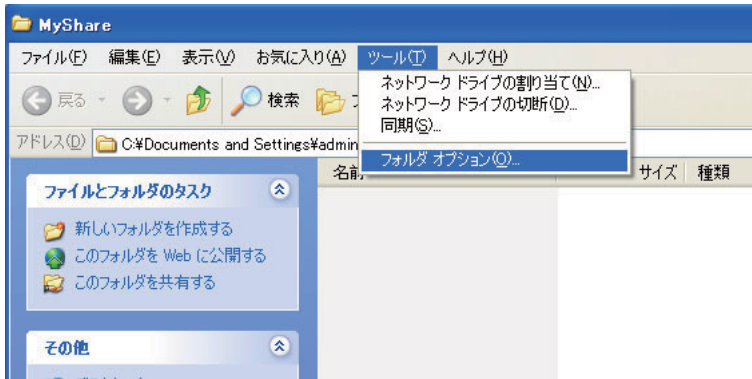 MyShare
ファイル(F) 編集(E) 表示(V) お気に入り(A) ツール(T) ヘルプ(H)
ネットワーク ドライブの割り当て(N)...
ネットワーク ドライブの切断(D)...
同期(S)...
フォルダ オプション(O)...
戻る 検索
アドレス(D) C:¥Documents and Settings¥admin
名前 サイズ 種類
ファイルとフォルダのタスク
新しいフォルダを作成する
このフォルダを Web に公開する
このフォルダを共有する
その他